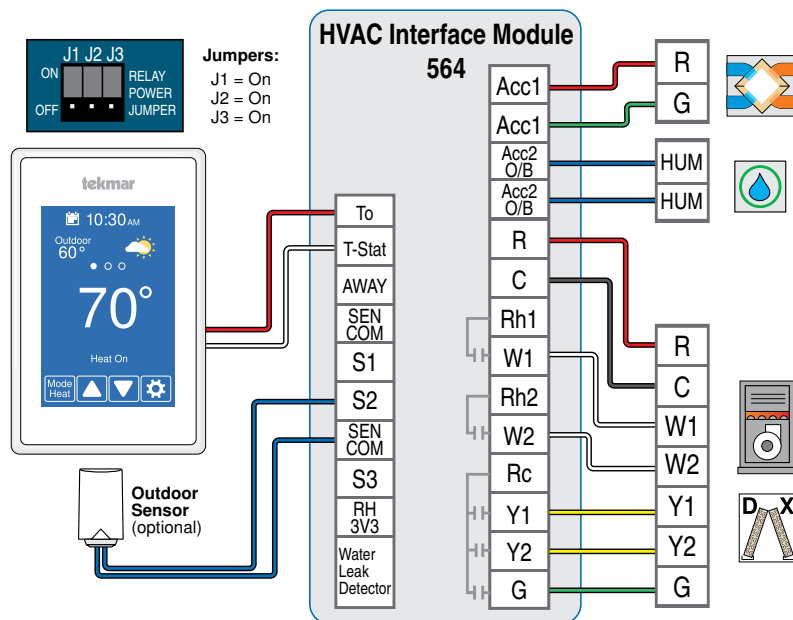 HVAC Interface Module
564
J1 J2 J3
ON
OFF
RELAY
POWER
JUMPER
Jumpers:
J1 = On
J2 = On
J3 = On
tekmar
10:30 AM
Outdoor
60°
70°
Heat On
Mode
Heat
Outdoor
Sensor
(optional)
To
T-Stat
AWAY
SEN
COM
S1
S2
SEN
COM
S3
RH
3V3
Water
Leak
Detector
Acc1
Acc1
Acc2
O/B
Acc2
O/B
R
C
Rh1
W1
Rh2
W2
Rc
Y1
Y2
G
R
G
HUM
HUM
R
C
W1
W2
Y1
Y2
G
D X